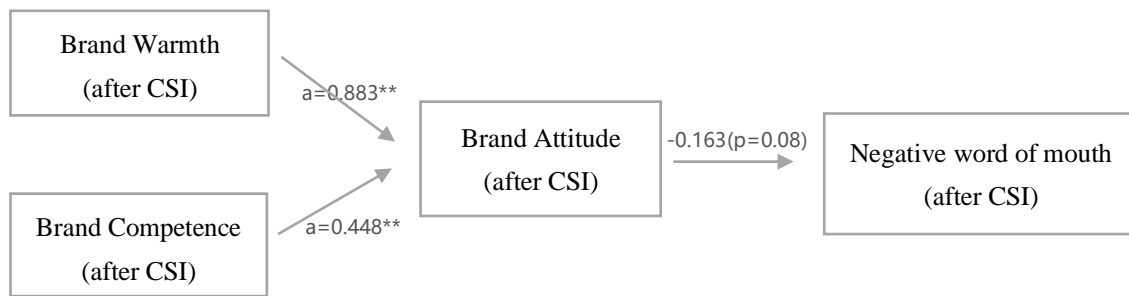 Brand Warmth
(after CSI)
a=0.883**
Brand Attitude
(after CSI)
-0.163(p=0.08)
Negative word of mouth
(after CSI)
Brand Competence
(after CSI)
a=0.448**